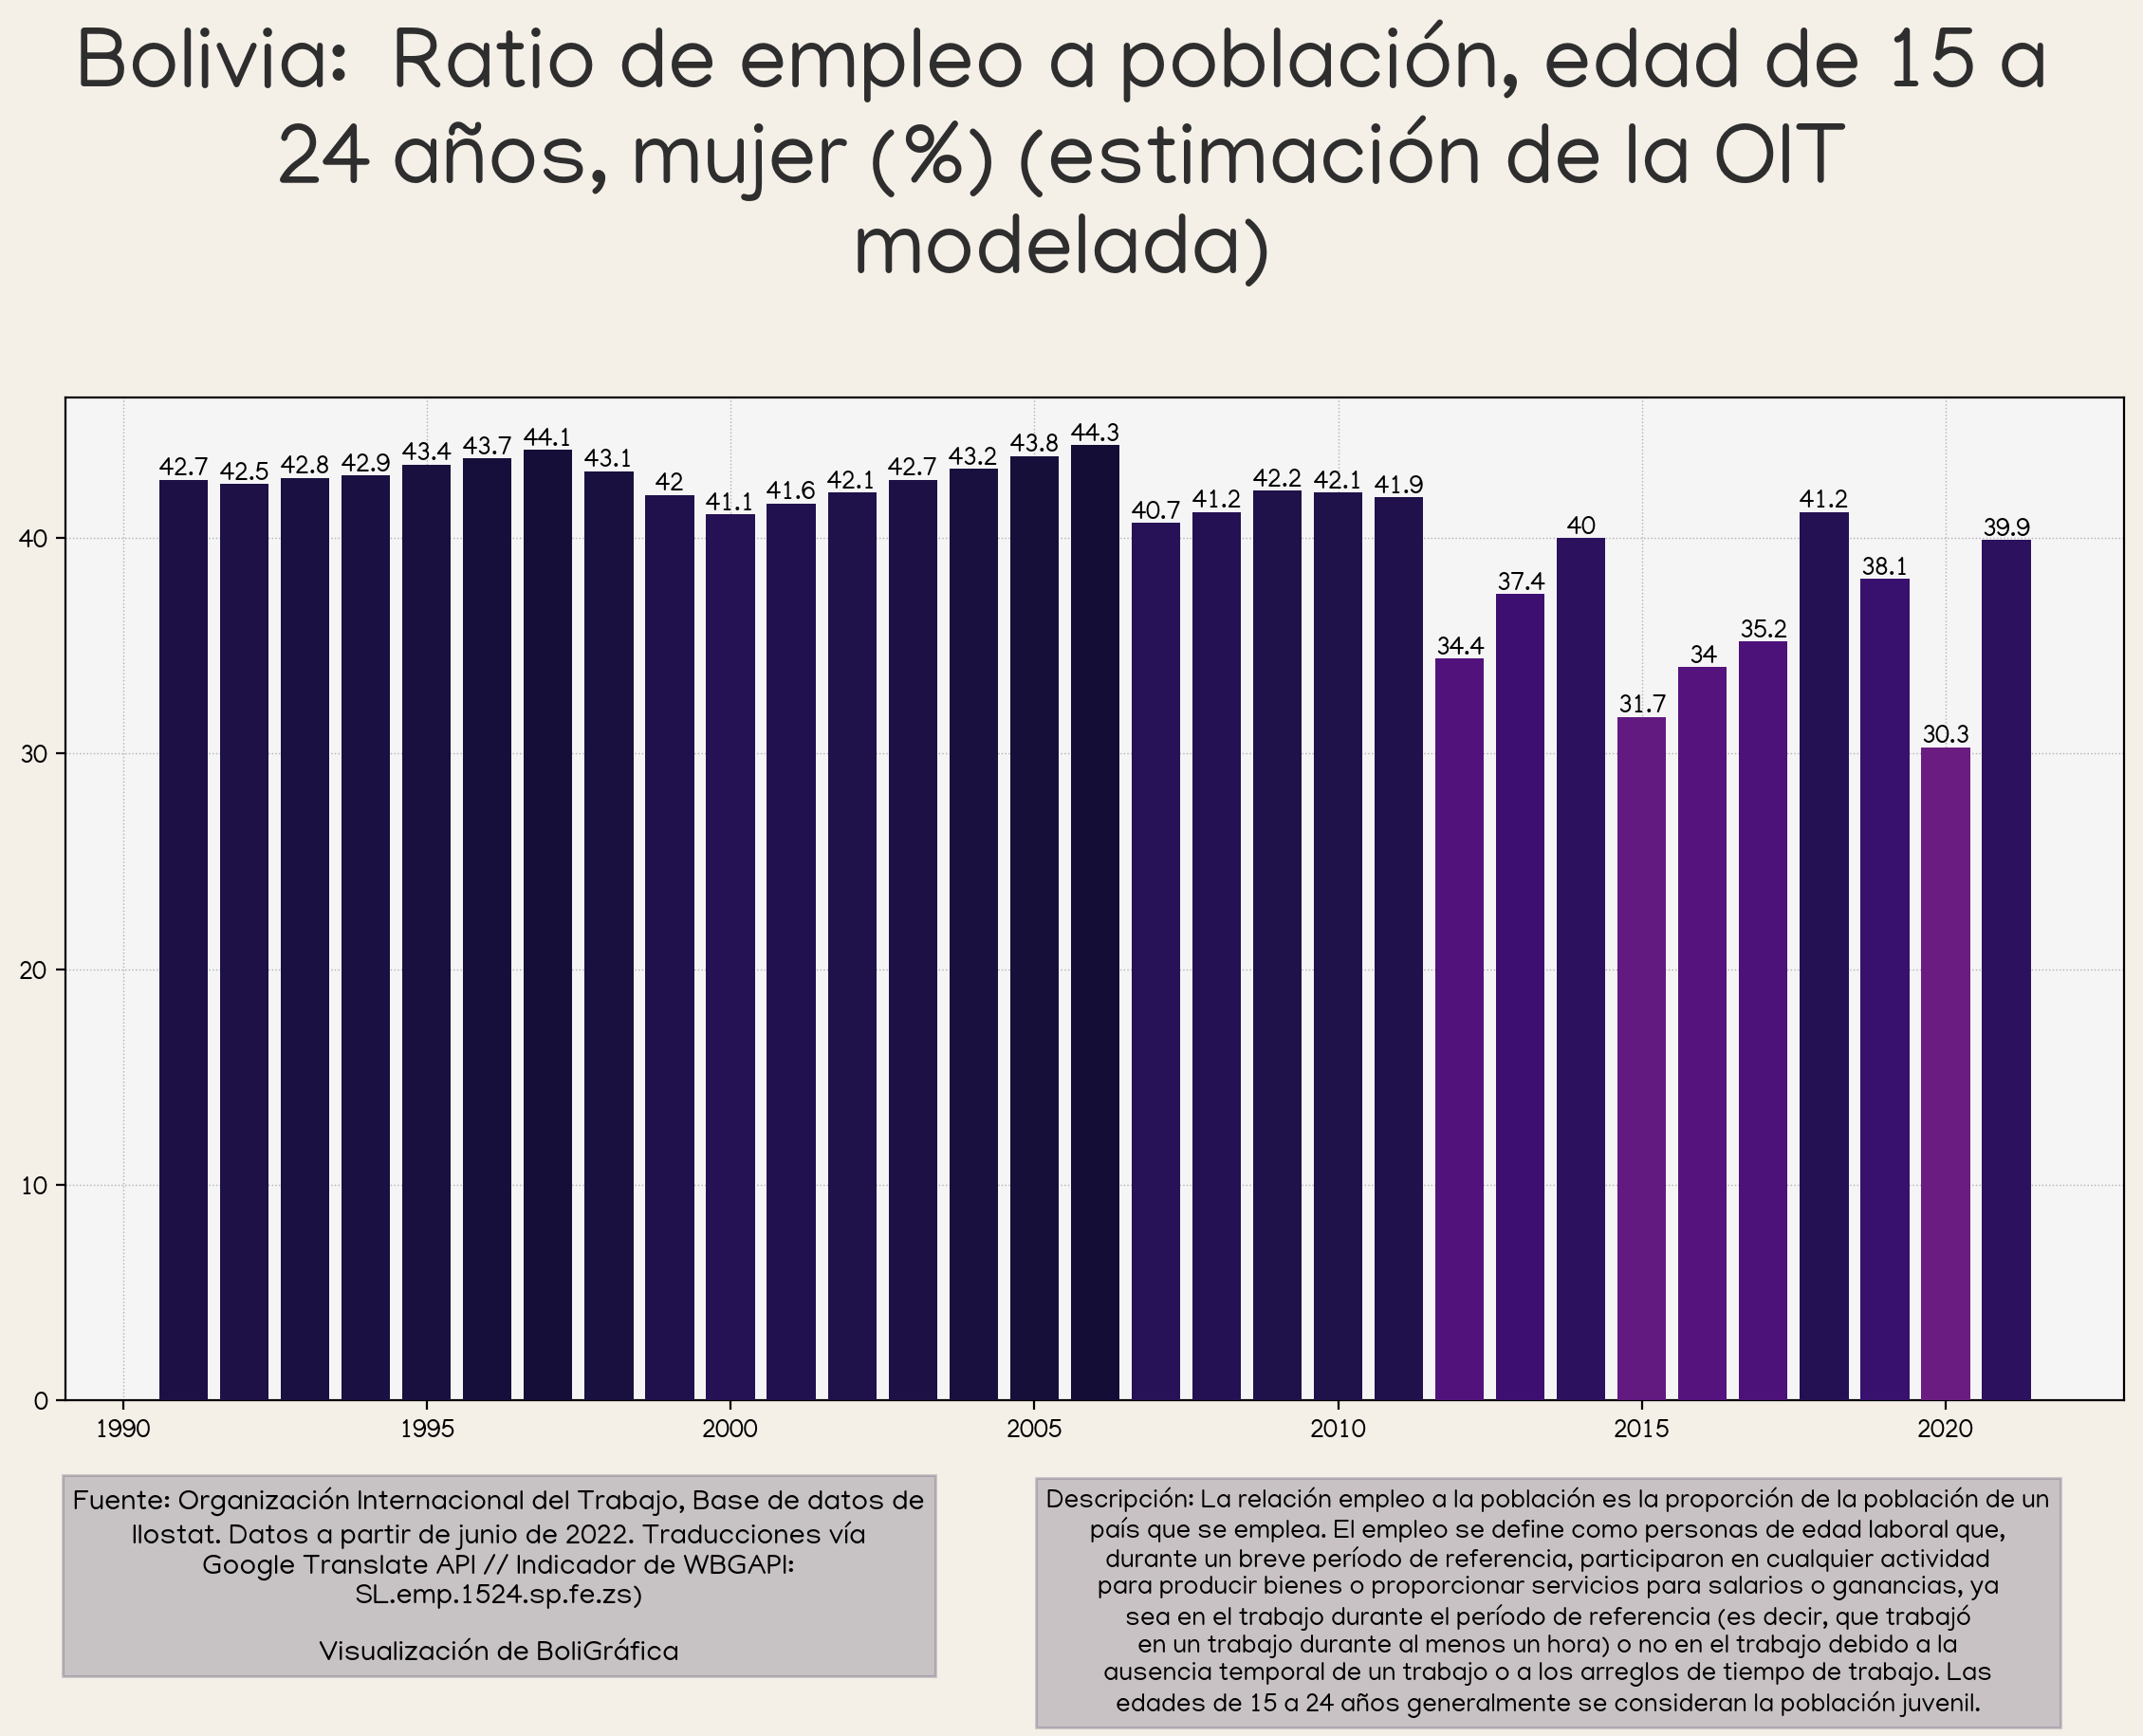 Bolivia:  Ratio de empleo a población, edad de 15 a
24 años, mujer (%) (estimación de la OIT
modelada)
42.7 42.5 42.8 42.9 43.4 43.7 44.1 43.1 42 41.1 41.6 42.1 42.7 43.2 43.8 44.3 40.7 41.2 42.2 42.1 41.9 34.4 37.4 40 31.7 34 35.2 41.2 38.1 30.3 39.9
40
30
20
10
0
1990 1995 2000 2005 2010 2015 2020
Fuente: Organización Internacional del Trabajo, Base de datos de
Ilostat. Datos a partir de junio de 2022. Traducciones vía
Google Translate API // Indicador de WBGAPI:
SL.emp.1524.sp.fe.zs)
Visualización de BoliGráfica
Descripción: La relación empleo a la población es la proporción de la población de un
país que se emplea. El empleo se define como personas de edad laboral que,
durante un breve período de referencia, participaron en cualquier actividad
para producir bienes o proporcionar servicios para salarios o ganancias, ya
sea en el trabajo durante el período de referencia (es decir, que trabajó
en un trabajo durante al menos un hora) o no en el trabajo debido a la
ausencia temporal de un trabajo o a los arreglos de tiempo de trabajo. Las
edades de 15 a 24 años generalmente se consideran la población juvenil.